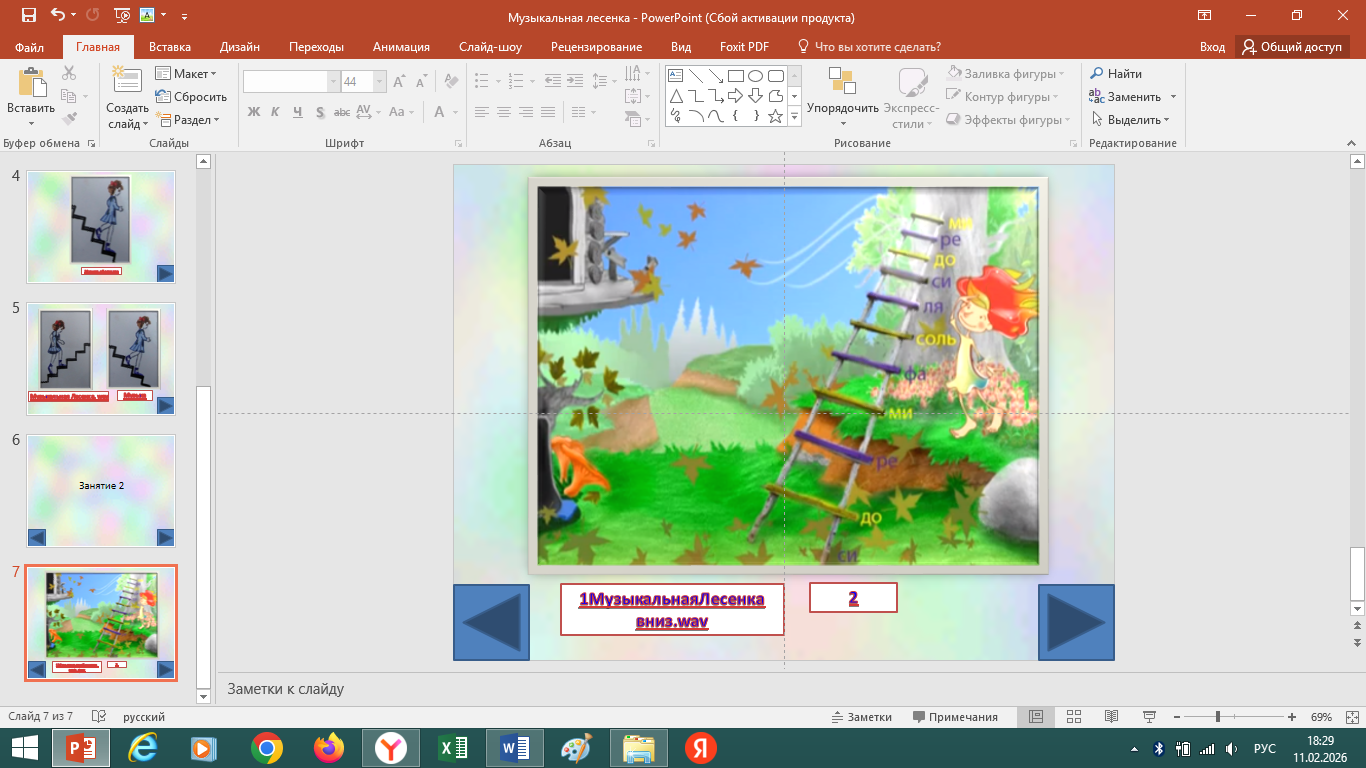 Музыкальная лесенка - PowerPoint (Сбой активации продукта)
Файл Главная Вставка Дизайн Переходы Анимация Слайд-шоу Рецензирование Вид Foxit PDF Что вы хотите сделать? Вход Общий доступ
Вставить
Создать слайд
Макет
Сбросить
Раздел
44
Ж К Ч S abc AV Aa A
Упорядочить
Экспресс-стили
Заливка фигуры
Контур фигуры
Эффекты фигуры
Найти
Заменить
Выделить
Буфер обмена Слайды Шрифт Абзац Рисование Редактирование
4
5
6
Занятие 2
7
ми
ре
до
си
ля
соль
фа
ми
ре
до
си
1МузыкальнаяЛесенка
вниз.wav
2
Заметки к слайду
Слайд 7 из 7 русский Заметки Примечания 69%
РУС
18:29
11.02.2026